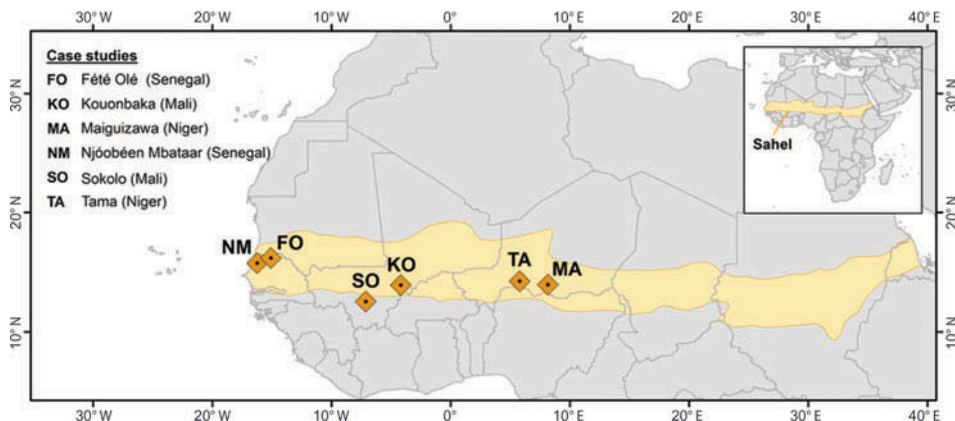 30° W 20° W 10° W 0° E 10° E 20° E 30° E 40° E
Case studies
FO Fété Olé (Senegal)
KO Kouonbaka (Mali)
MA Maiguizawa (Niger)
NM Njóobéen Mbataar (Senegal)
SO Sokolo (Mali)
TA Tama (Niger)
Sahel
30° N
30° N
20° N
20° N
NM
FO
SO
KO
TA
MA
10° N
10° N
30° W 20° W 10° W 0° E 10° E 20° E 30° E 40° E